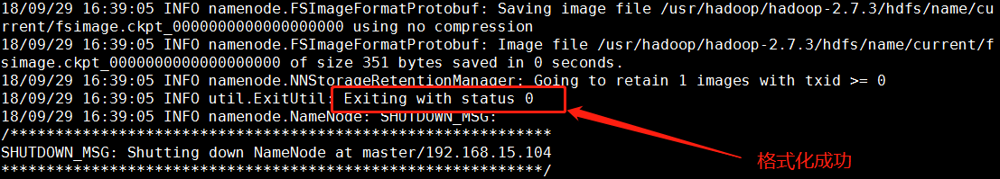 18/09/29 16:39:05 INFO namenode.FSImageFormatProtobuf: Saving image file /usr/hadoop/hadoop-2.7.3/hdfs/name/cu
rrent/fsimage.ckpt_0000000000000000000 using no compression
18/09/29 16:39:05 INFO namenode.FSImageFormatProtobuf: Image file /usr/hadoop/hadoop-2.7.3/hdfs/name/current/f
simage.ckpt_0000000000000000000 of size 351 bytes saved in 0 seconds.
18/09/29 16:39:05 INFO namenode.NNStorageRetentionManager: Going to retain 1 images with txid >= 0
18/09/29 16:39:05 INFO util.ExitUtil: Exiting with status 0
18/09/29 16:39:05 INFO namenode.NameNode: SHUTDOWN_MSG:
/************************************************************
SHUTDOWN_MSG: Shutting down NameNode at master/192.168.15.104
************************************************************/
格式化成功